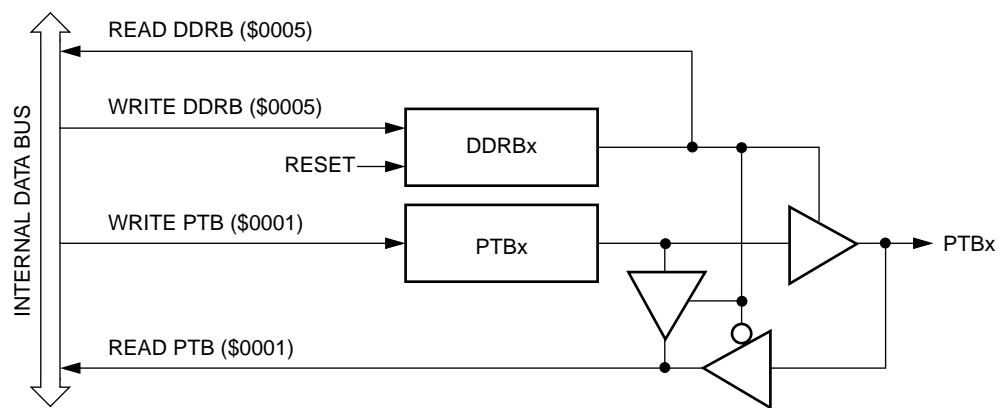 READ DDRB ($0005)
WRITE DDRB ($0005)
DDRBx
RESET
INTERNAL DATA BUS
WRITE PTB ($0001)
PTBx
PTBx
READ PTB ($0001)